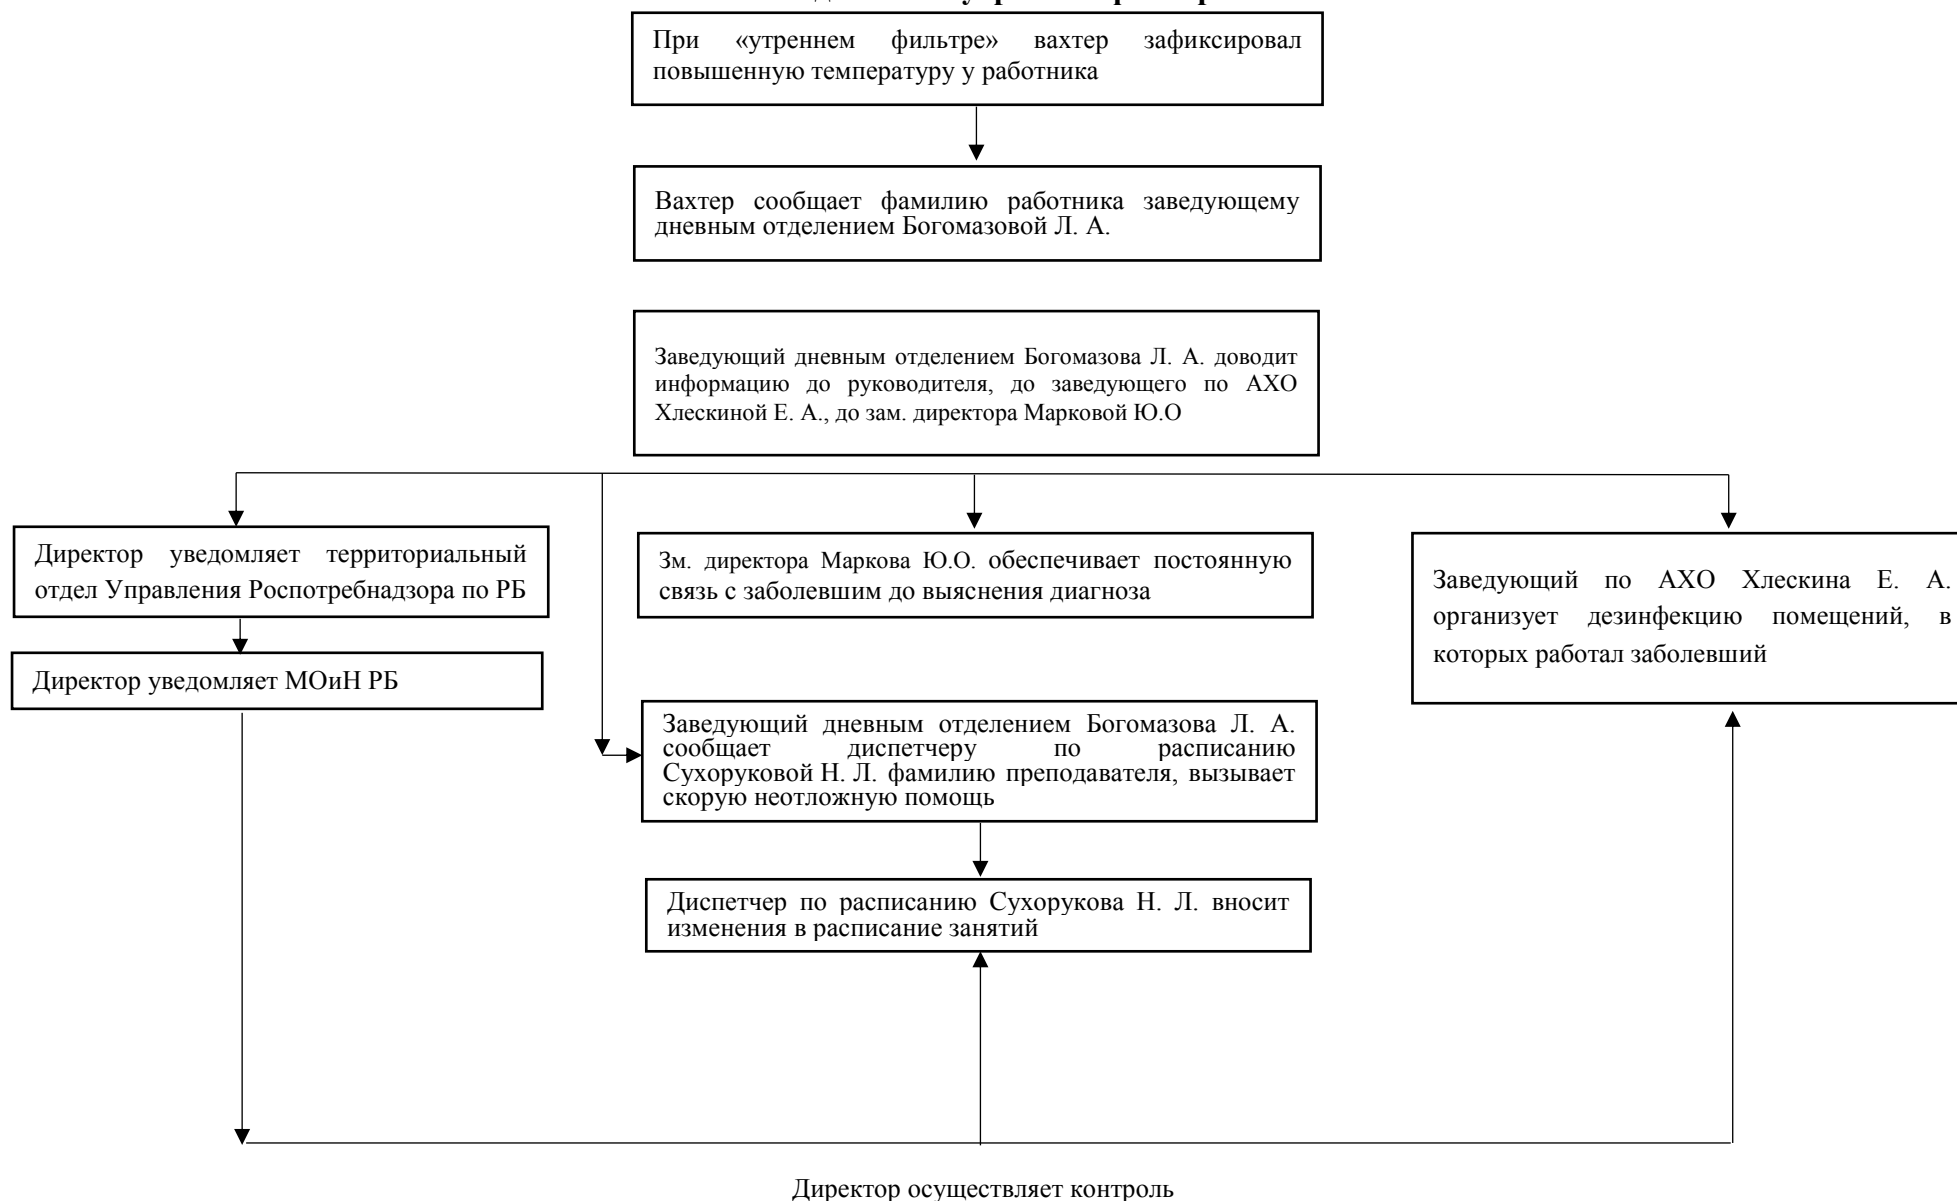 При «утреннем фильтре» вахтер зафиксировал
повышенную температуру у работника
Вахтер сообщает фамилию работника заведующему
дневным отделением Богомазовой Л. А.
Заведующий дневным отделением Богомазова Л. А. доводит
информацию до руководителя, до заведующего по АХО
Хлескиной Е. А., до зам. директора Марковой Ю.О
Директор уведомляет территориальный
отдел Управления Роспотребнадзора по РБ
Директор уведомляет МОиН РБ
Зм. директора Маркова Ю.О. обеспечивает постоянную
связь с заболевшим до выяснения диагноза
Заведующий дневным отделением Богомазова Л. А.
сообщает диспетчеру по расписанию
Сухоруковой Н. Л. фамилию преподавателя, вызывает
скорую неотложную помощь
Диспетчер по расписанию Сухорукова Н. Л. вносит
изменения в расписание занятий
Заведующий по АХО Хлескина Е. А.
организует дезинфекцию помещений, в
которых работал заболевший
Директор осуществляет контроль